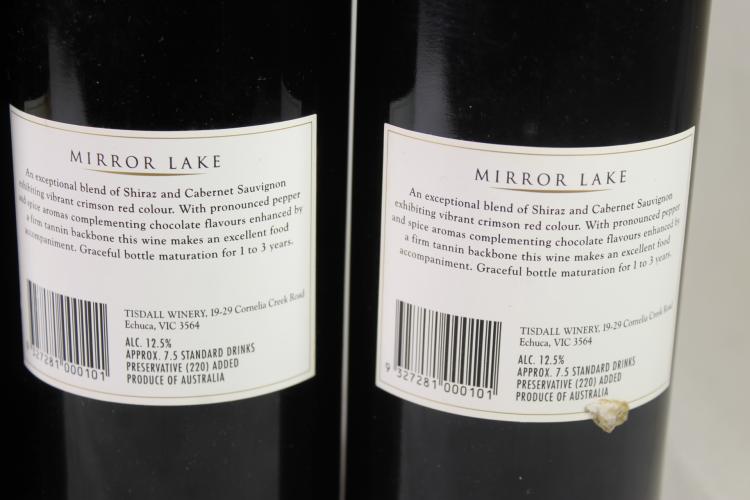 MIRROR LAKE
An exceptional blend of Shiraz and Cabernet Sauvignon
exhibiting vibrant crimson red colour. With pronounced pepper
and spice aromas complementing chocolate flavours enhanced by
a firm tannin backbone this wine makes an excellent food
accompaniment. Graceful bottle maturation for 1 to 3 years.
TISDALL WINERY, 19-29 Cornelia Creek Road
Echuca, VIC 3564
ALC. 12.5%
APPROX. 7.5 STANDARD DRINKS
PRESERVATIVE (220) ADDED
PRODUCE OF AUSTRALIA
9 327281 000101
MIRROR LAKE
An exceptional blend of Shiraz and Cabernet Sauvignon
exhibiting vibrant crimson red colour. With pronounced pepper
and spice aromas complementing chocolate flavours enhanced by
a firm tannin backbone this wine makes an excellent food
accompaniment. Graceful bottle maturation for 1 to 3 years.
TISDALL WINERY, 19-29 Cornelia Creek Road
Echuca, VIC 3564
ALC. 12.5%
APPROX. 7.5 STANDARD DRINKS
PRESERVATIVE (220) ADDED
PRODUCE OF AUSTRALIA
9 327281 000101